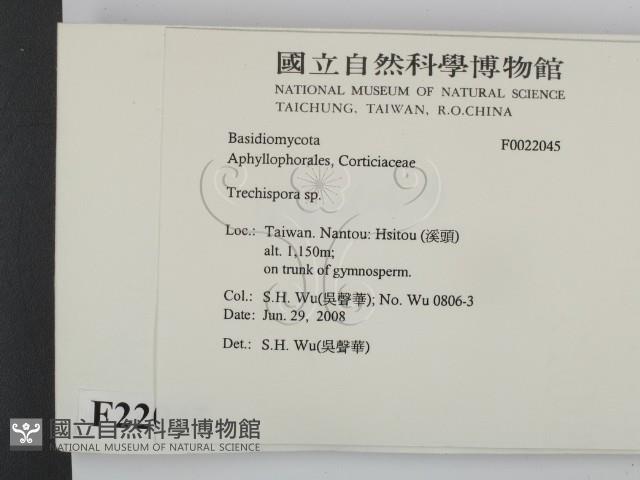 國立自然科學博物館
NATIONAL MUSEUM OF NATURAL SCIENCE
TAICHUNG, TAIWAN, R.O.CHINA
Basidiomycota F0022045
Aphyllophorales, Corticiaceae
Trechispora sp.
Loc.: Taiwan. Nantou: Hsitou (溪頭)
alt. 1,150m;
on trunk of gymnosperm.
Col.: S.H. Wu(吳聲華); No. Wu 0806-3
Date: Jun. 29, 2008
Det.: S.H. Wu(吳聲華)
F22
國立自然科學博物館
NATIONAL MUSEUM OF NATURAL SCIENCE